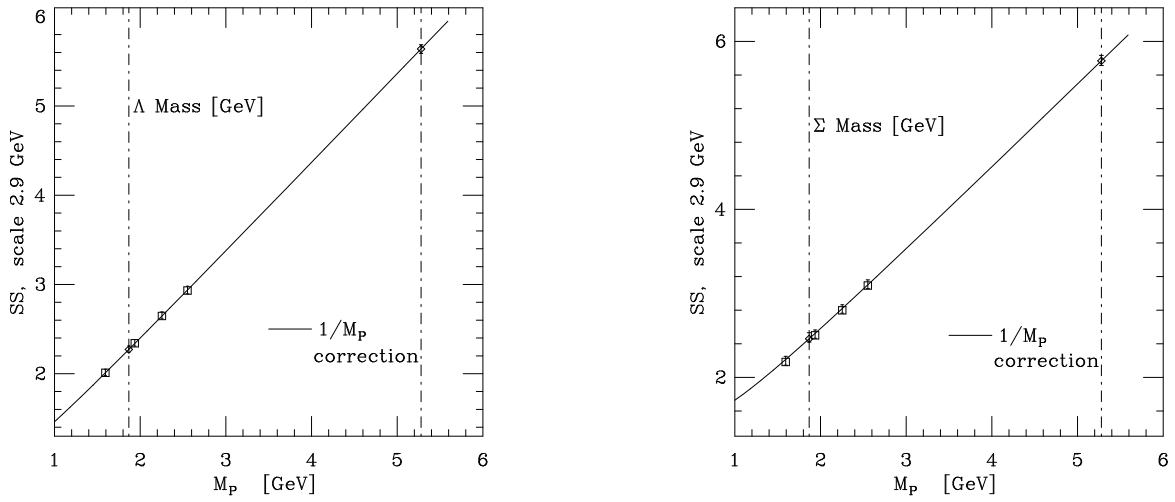 6
5
4
3
2
SS, scale 2.9 GeV
Λ Mass [GeV]
1/M_P
correction
1 2 3 4 5 6
M_P [GeV]
6
4
2
SS, scale 2.9 GeV
Σ Mass [GeV]
1/M_P
correction
1 2 3 4 5 6
M_P [GeV]